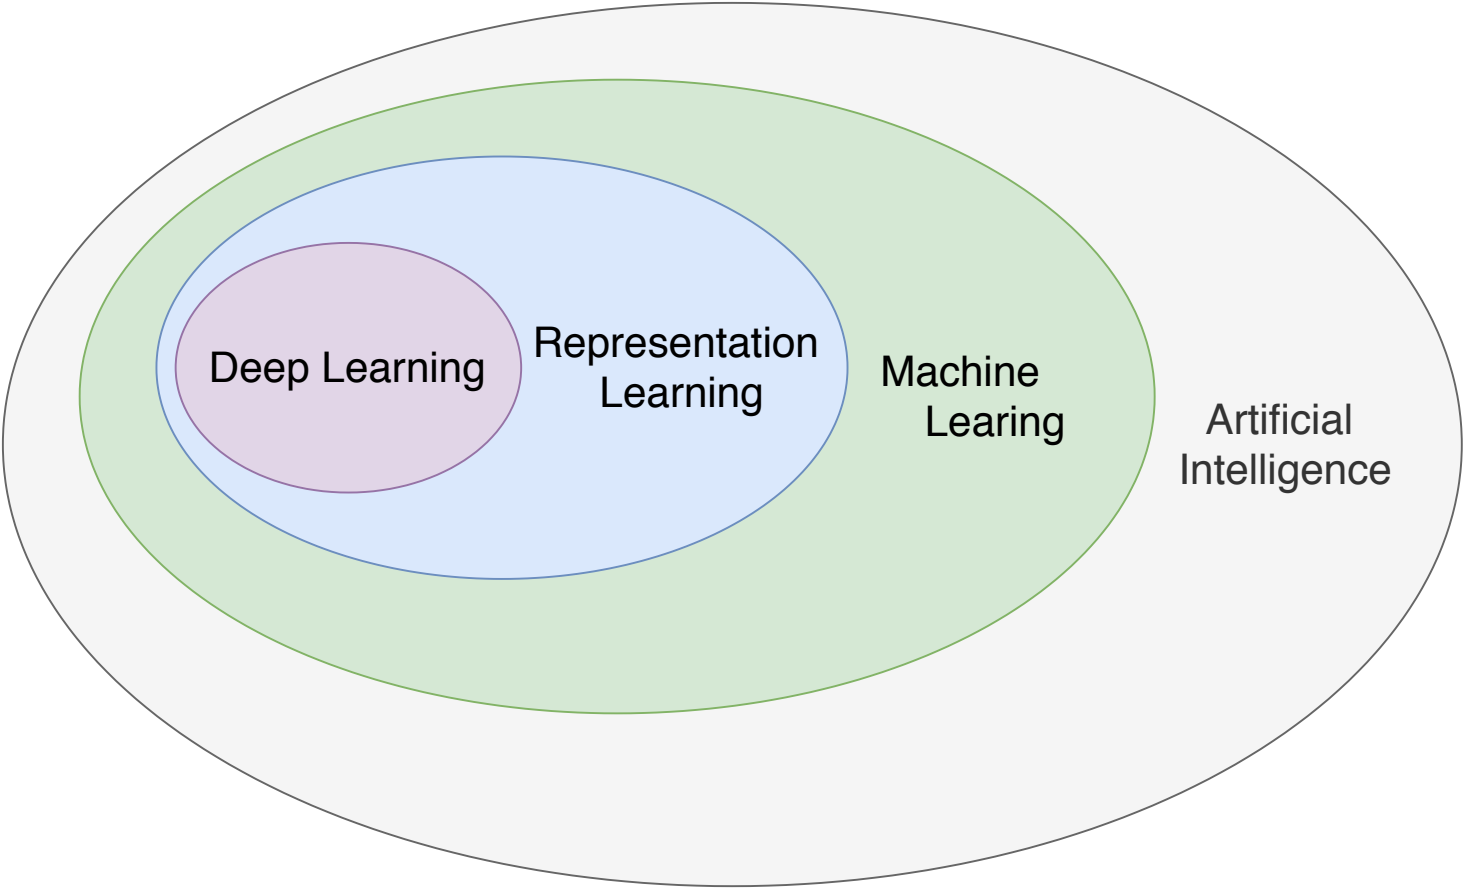 Deep Learning
Representation
Learning
Machine
Learing
Artificial
Intelligence